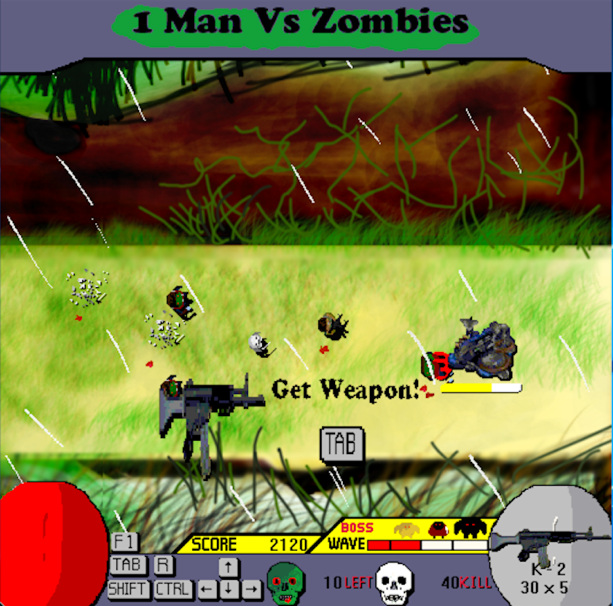 1 Man Vs Zombies
Get Weapon!
TAB
BOSS
F1
SCORE 2120
WAVE
TAB R ↑
10 LEFT
40 KILL
K-2
SHIFT CTRL ← ↓ →
30 × 5